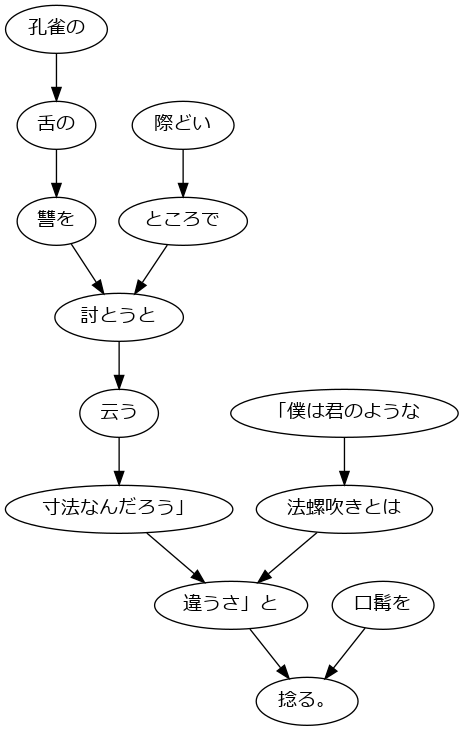 孔雀の
舌の
際どい
讐を
ところで
討とうと
云う
「僕は君のような
寸法なんだろう」
法螺吹きとは
違うさ」と
口髯を
捻る。